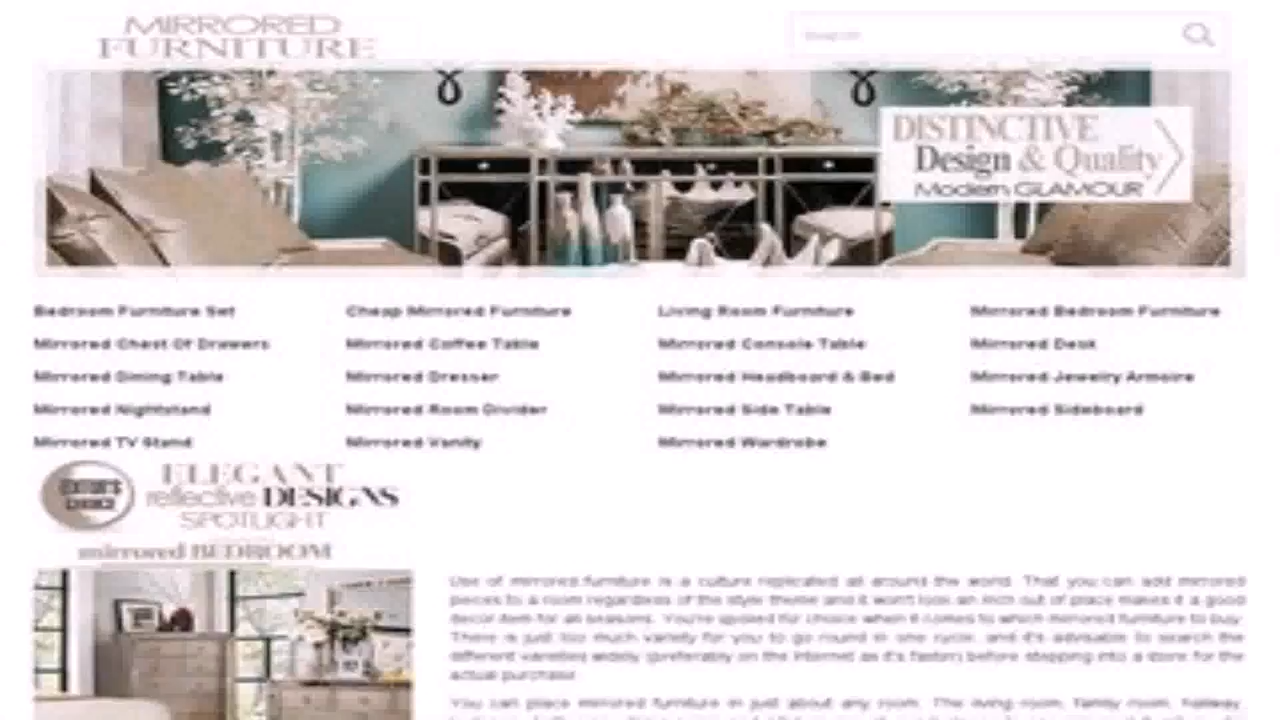 MIRRORED
FURNITURE
Search
DISTINCTIVE
Design & Quality
Modern GLAMOUR
Bedroom Furniture Set
Cheap Mirrored Furniture
Living Room Furniture
Mirrored Bedroom Furniture
Mirrored Chest Of Drawers
Mirrored Coffee Table
Mirrored Console Table
Mirrored Desk
Mirrored Dining Table
Mirrored Dresser
Mirrored Headboard & Bed
Mirrored Jewelry Armoire
Mirrored Nightstand
Mirrored Room Divider
Mirrored Side Table
Mirrored Sideboard
Mirrored TV Stand
Mirrored Vanity
Mirrored Wardrobe
EDITOR'S
CHOICE
ELEGANT
reflective DESIGNS
SPOTLIGHT
mirrored BEDROOM
Use of mirrored furniture is a culture replicated all around the world. That you can add mirrored
pieces to a room regardless of the style theme and it won't look an inch out of place makes it a good
decor item for all seasons. You're spoiled for choice when it comes to which mirrored furniture to buy.
There is just too much variety for you to go round in one cycle, and it's advisable to search the
different varieties widely (preferably on the internet as it's faster) before stepping into a store for the
actual purchase.
You can place mirrored furniture in just about any room. The living room, family room, hallway,